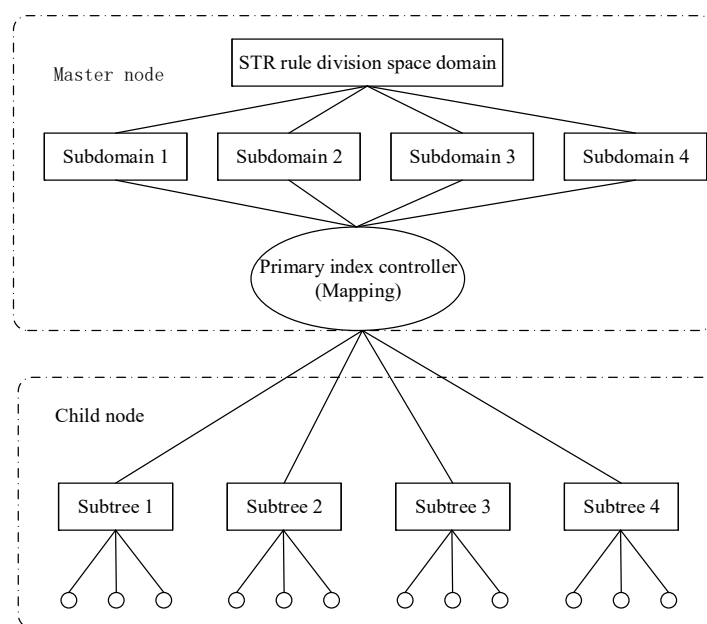 STR rule division space domain
Master node
Subdomain 1
Subdomain 2
Subdomain 3
Subdomain 4
Primary index controller
(Mapping)
Child node
Subtree 1
Subtree 2
Subtree 3
Subtree 4